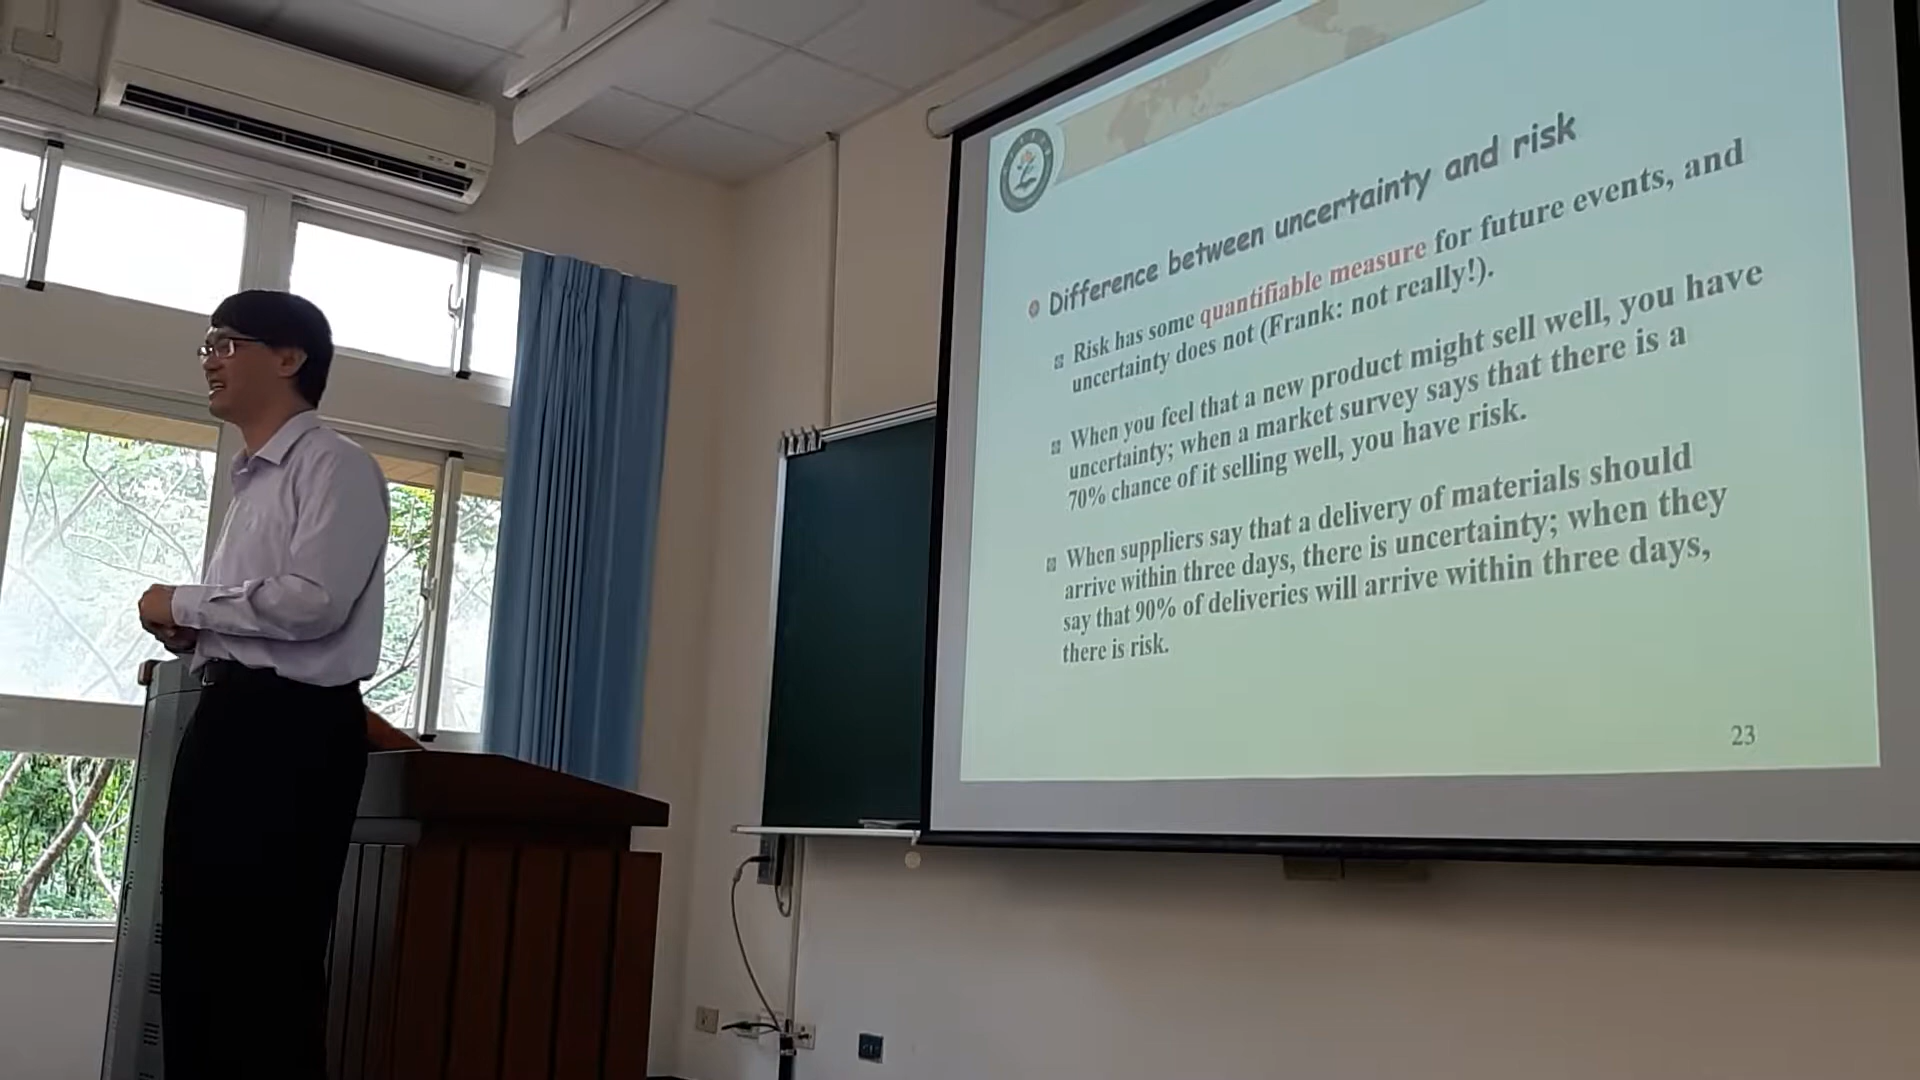 Difference between uncertainty and risk
Risk has some quantifiable measure for future events, and
uncertainty does not (Frank: not really!).
When you feel that a new product might sell well, you have
uncertainty; when a market survey says that there is a
70% chance of it selling well, you have risk.
When suppliers say that a delivery of materials should
arrive within three days, there is uncertainty; when they
say that 90% of deliveries will arrive within three days,
there is risk.
23